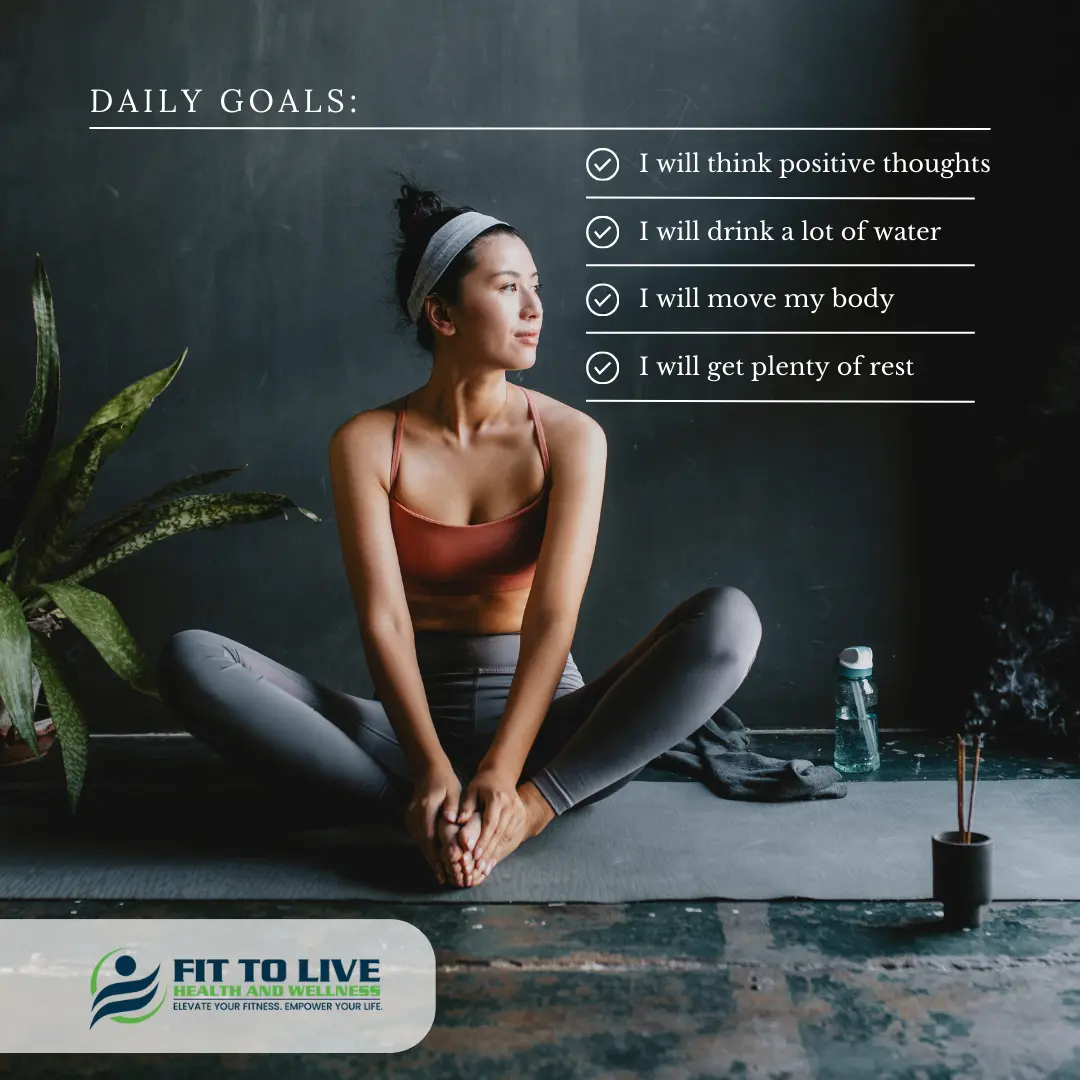 DAILY GOALS:
I will think positive thoughts
I will drink a lot of water
I will move my body
I will get plenty of rest
FIT TO LIVE
HEALTH AND WELLNESS
ELEVATE YOUR FITNESS. EMPOWER YOUR LIFE.